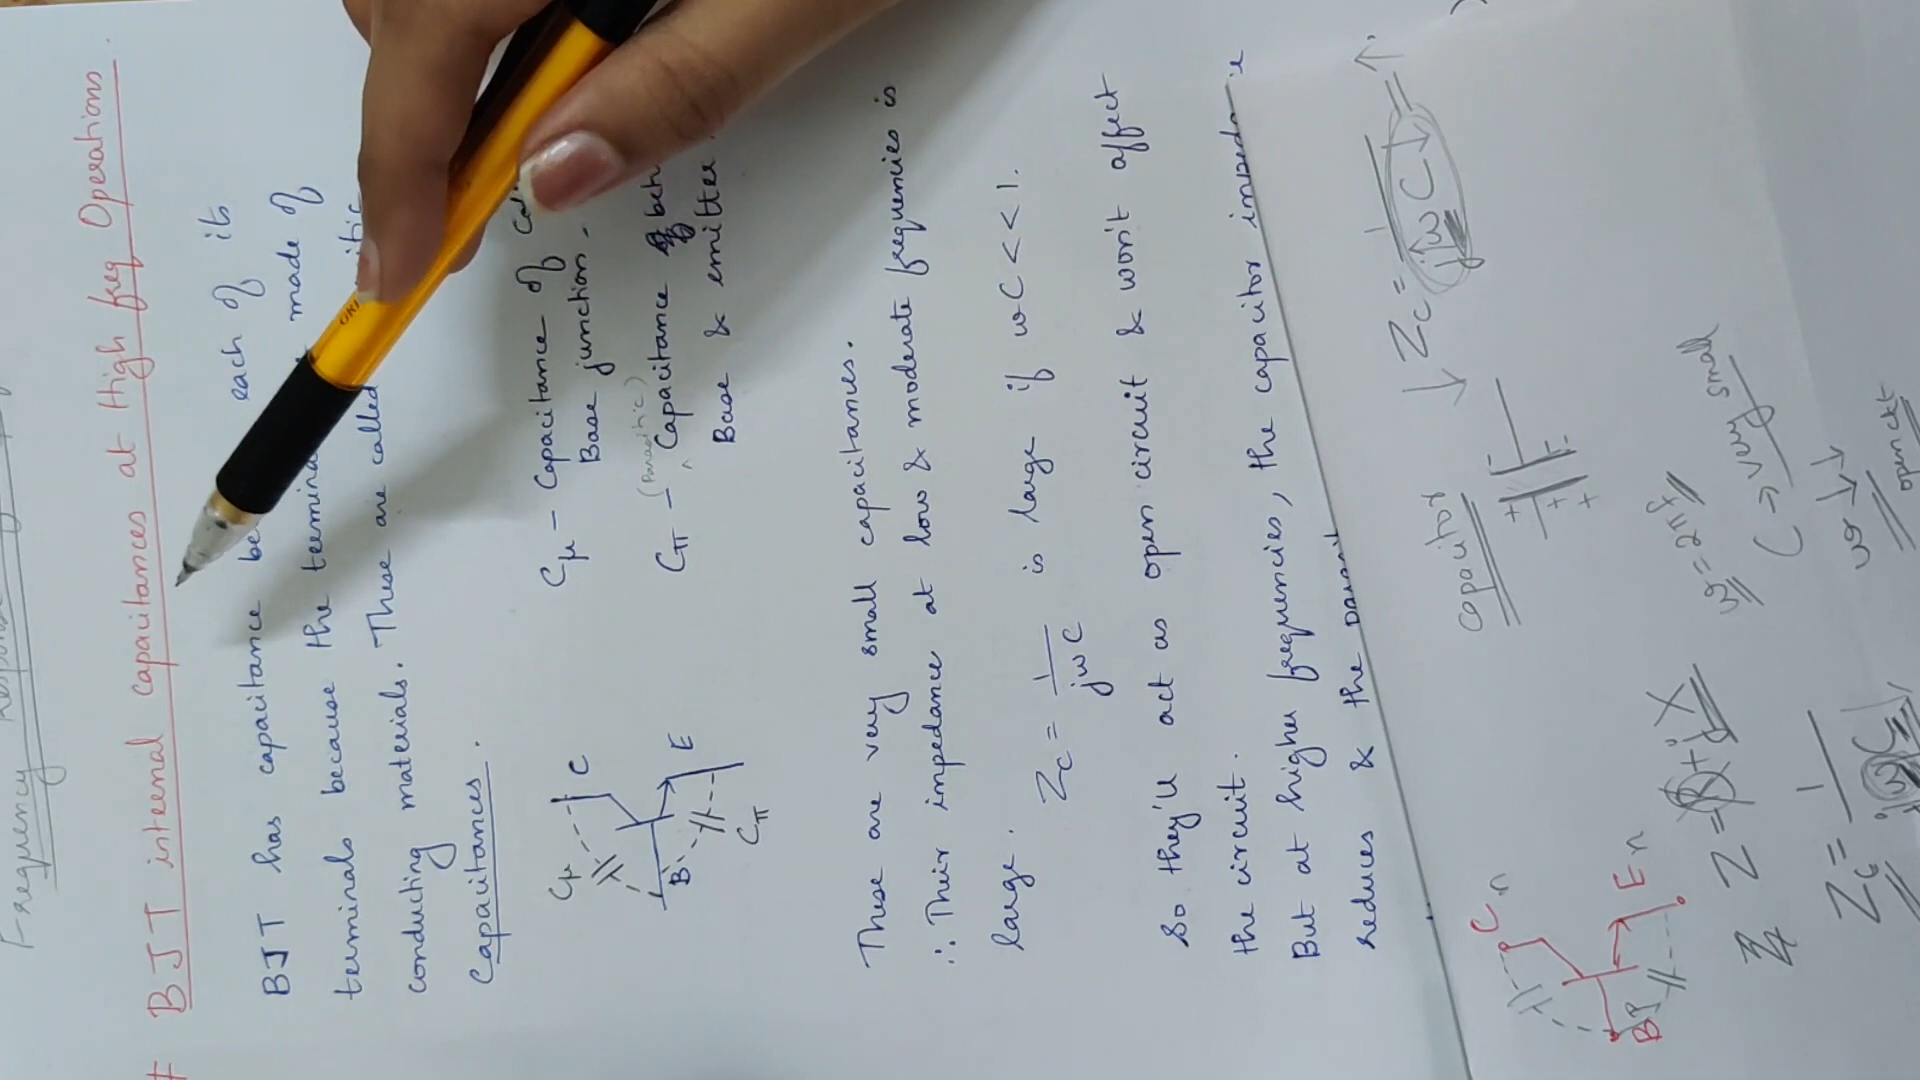 Frequency Response
# BJT internal capacitances at High freq Operations.
BJT has capacitance be each of its
terminals because the termina made of
conducting materials. These are called itic
Capacitances.
Cμ
C
B
E
Cπ
Cμ - Capacitance of
Base junction.
(Parasitic)
Cπ - Capacitance
Base & emitte
These are very small capacitances.
∴ Their impedance at low & moderate frequencies is
large.
Zc = 1/jωC is large if ωC << 1.
So they'll act as open circuit & won't affect
the circuit.
But at higher frequencies, the capacitor
reduces & the
capacitor
↓ Zc = 1/jωC = ↑
+ -
+ -
+ -
C n
B P
E n
Z = R + jX
ω = 2πf
Zc = 1/jωC
C → very small
ω ↓↓
open ckt